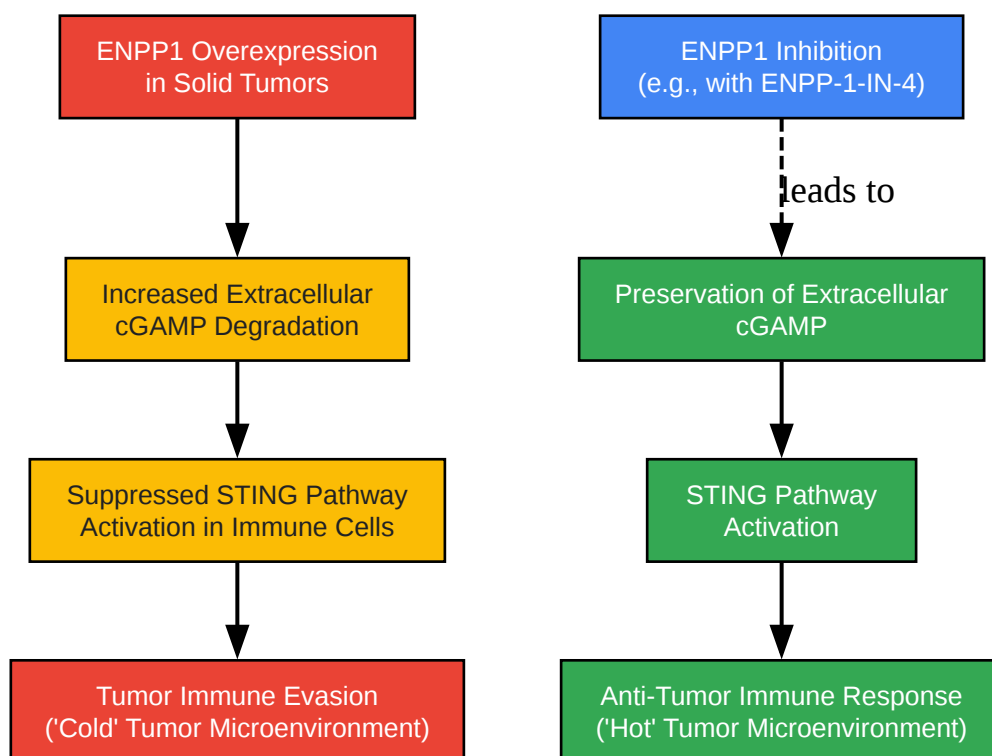 ENPP1 Overexpression
in Solid Tumors
Increased Extracellular
cGAMP Degradation
Suppressed STING Pathway
Activation in Immune Cells
Tumor Immune Evasion
('Cold' Tumor Microenvironment)
ENPP1 Inhibition
(e.g., with ENPP-1-IN-4)
leads to
Preservation of Extracellular
cGAMP
STING Pathway
Activation
Anti-Tumor Immune Response
('Hot' Tumor Microenvironment)